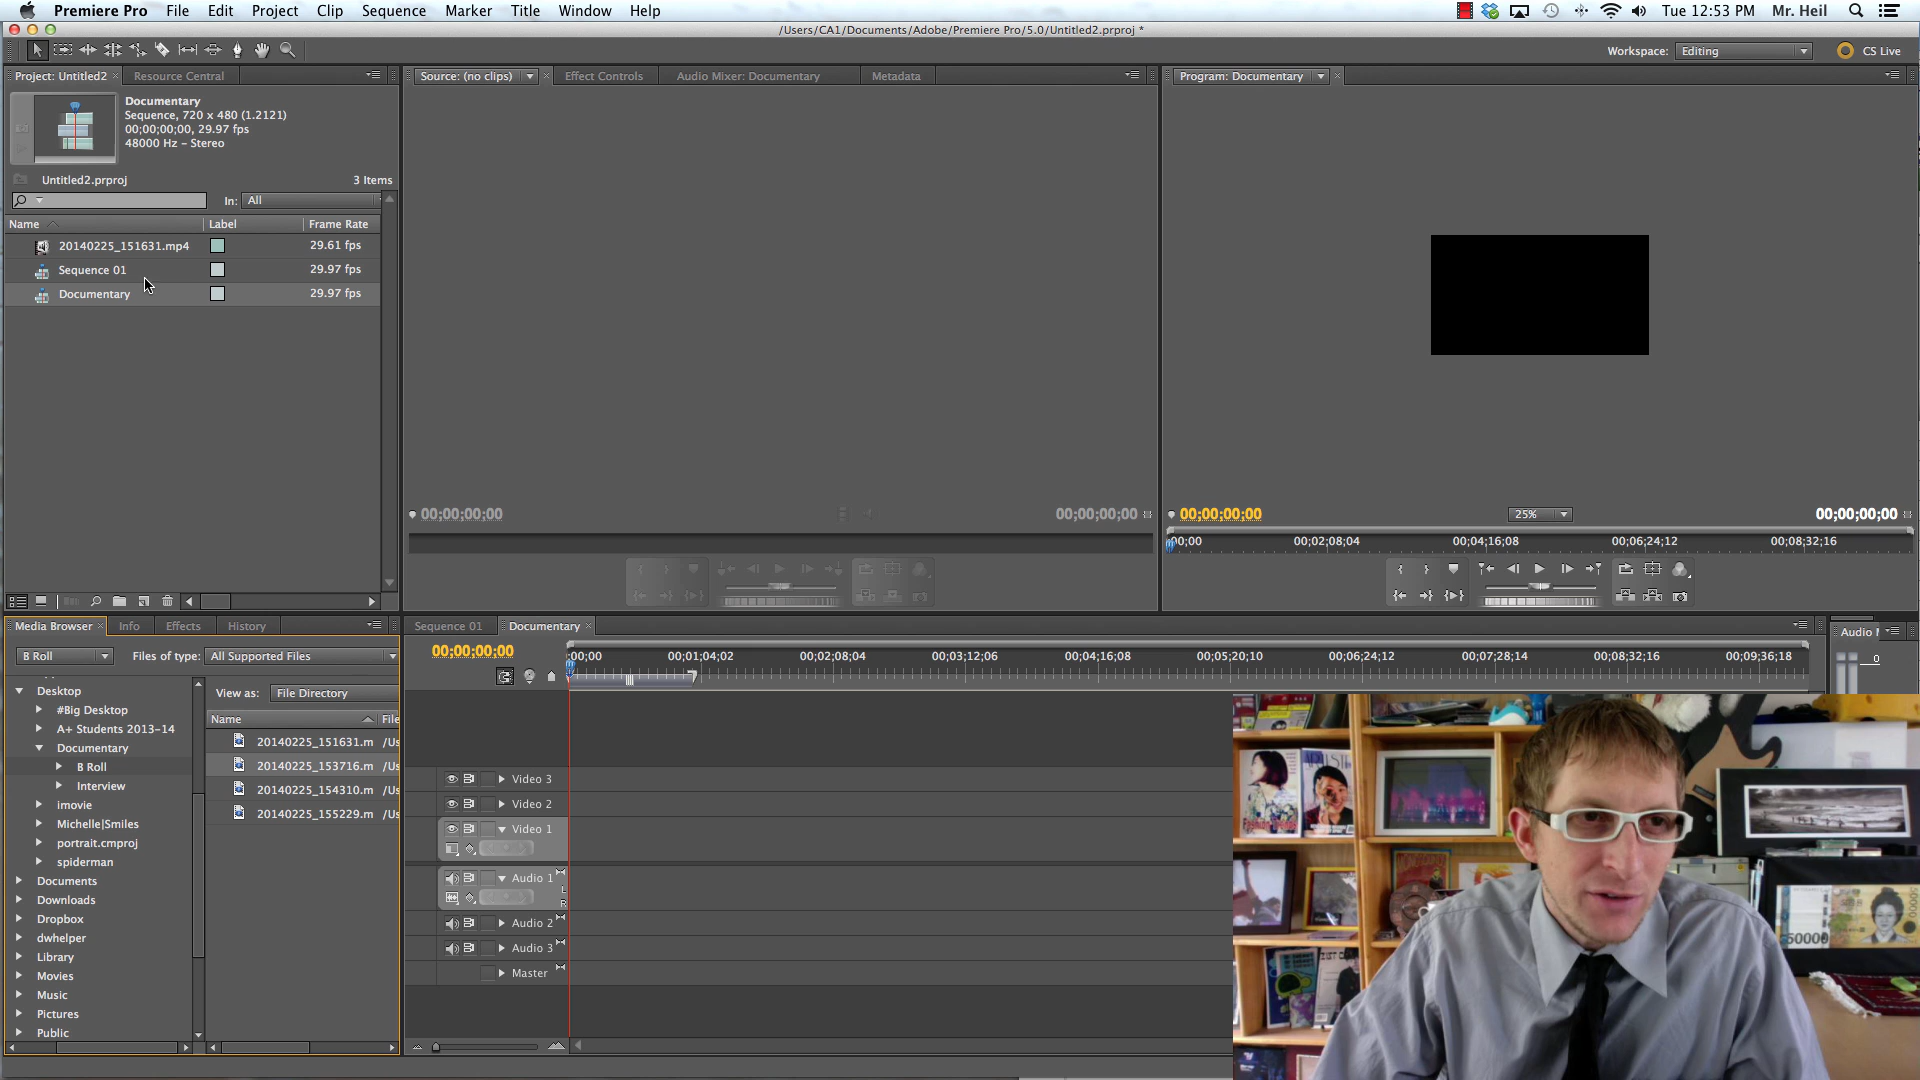 Premiere Pro File Edit Project Clip Sequence Marker Title Window Help Tue 12:53 PM Mr. Heil
/Users/CA1/Documents/Adobe/Premiere Pro/5.0/Untitled2.prproj *
Workspace: Editing CS Live
Project: Untitled2 Resource Central
Source: (no clips) Effect Controls Audio Mixer: Documentary Metadata
Program: Documentary
Documentary
Sequence, 720 x 480 (1.2121)
00;00;00;00, 29.97 fps
48000 Hz – Stereo
Untitled2.prproj 3 Items
In: All
Name Label Frame Rate
20140225_151631.mp4 29.61 fps
Sequence 01 29.97 fps
Documentary 29.97 fps
00;00;00;00 00;00;00;00
00;00;00;00 25% 00;00;00;00
00;00 00;02;08;04 00;04;16;08 00;06;24;12 00;08;32;16
Media Browser Info Effects History
B Roll Files of type: All Supported Files
Desktop
#Big Desktop
A+ Students 2013-14
Documentary
B Roll
Interview
imovie
Michelle|Smiles
portrait.cmproj
spiderman
Documents
Downloads
Dropbox
dwhelper
Library
Movies
Music
Pictures
Public
View as: File Directory
Name File
20140225_151631.m /Us
20140225_153716.m /Us
20140225_154310.m /Us
20140225_155229.m /Us
Sequence 01 Documentary
00;00;00;00
;00;00 00;01;04;02 00;02;08;04 00;03;12;06 00;04;16;08 00;05;20;10 00;06;24;12 00;07;28;14 00;08;32;16 00;09;36;18
Video 3
Video 2
Video 1
Audio 1
L
R
Audio 2
Audio 3
Master
Audio
0
50000